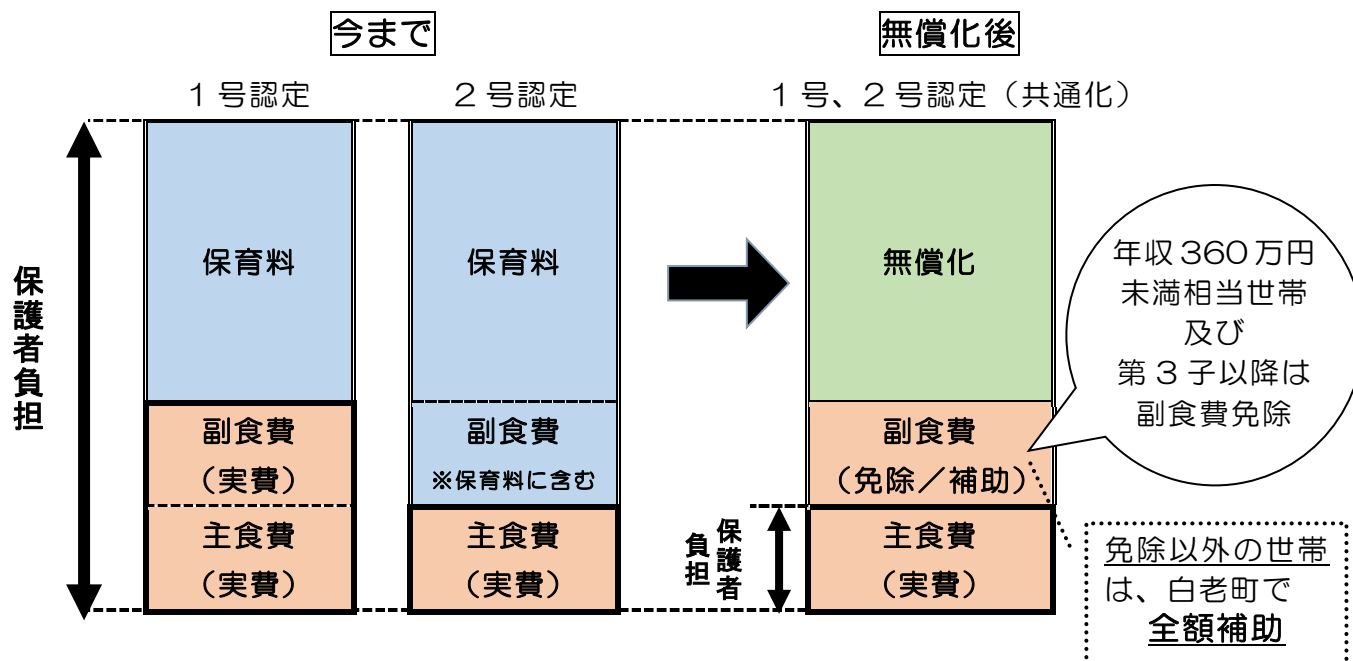 今まで
無償化後
1号認定
2号認定
1号、2号認定（共通化）
保護者負担
保育料
副食費
（実費）
主食費
（実費）
保育料
副食費
※保育料に含む
主食費
（実費）
無償化
副食費
（免除／補助）
主食費
（実費）
保護者
負担
年収360万円
未満相当世帯
及び
第3子以降は
副食費免除
免除以外の世帯
は、白老町で
全額補助